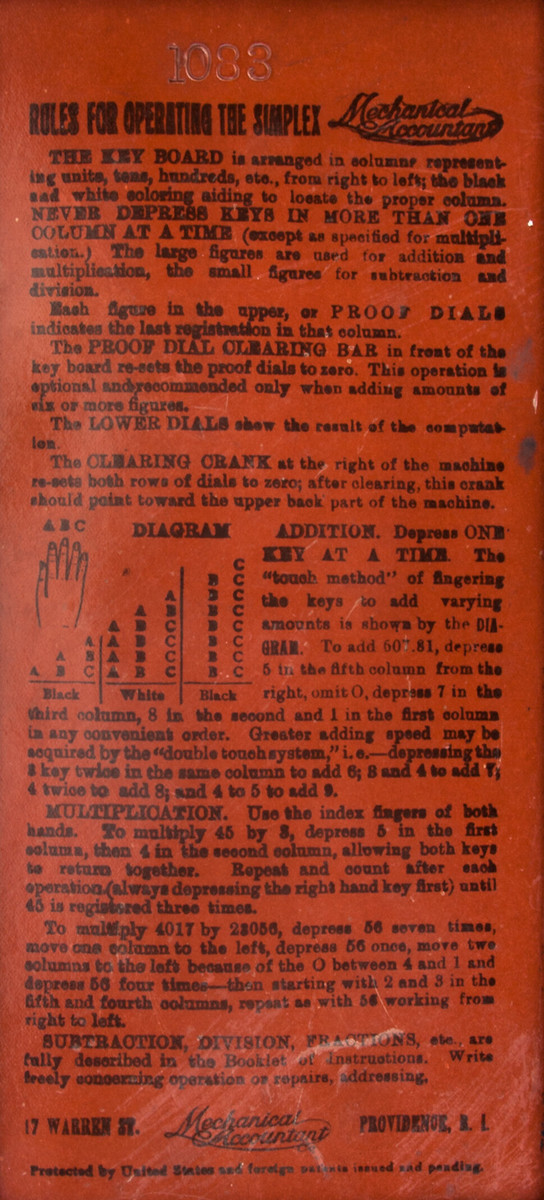 1083
RULES FOR OPERATING THE SIMPLEX Mechanical Accountant
THE KEY BOARD is arranged in columns represent-
ing units, tens, hundreds, etc., from right to left; the black
and white coloring aiding to locate the proper column.
NEVER DEPRESS KEYS IN MORE THAN ONE
COLUMN AT A TIME (except as specified for multipli-
cation.) The large figures are used for addition and
multiplication, the small figures for subtraction and
division.
Each figure in the upper, or PROOF DIALS
indicates the last registration in that column.
The PROOF DIAL CLEARING BAR in front of the
key board re-sets the proof dials to zero. This operation is
optional and recommended only when adding amounts of
six or more figures.
The LOWER DIALS show the result of the computat-
ion.
The CLEARING CRANK at the right of the machine
re-sets both rows of dials to zero; after clearing, this crank
should point toward the upper back part of the machine.
A B C
DIAGRAM
C
B C
A B C
A B B C
A B C B C
A A B C B C
A B A B C B C
A B C A B C B C
Black White Black
ADDITION. Depress ONE
KEY AT A TIME. The
"touch method" of fingering
the keys to add varying
amounts is shown by the DIA-
GRAM. To add 507.81, depress
5 in the fifth column from the
right, omit O, depress 7 in the
third column, 8 in the second and 1 in the first column
in any convenient order. Greater adding speed may be
acquired by the "double touch system," i.e.—depressing the
3 key twice in the same column to add 6; 3 and 4 to add 7;
4 twice to add 8; and 4 to 5 to add 9.
MULTIPLICATION. Use the index fingers of both
hands. To multiply 45 by 3, depress 5 in the first
column, then 4 in the second column, allowing both keys
to return together. Repeat and count after each
operation (always depressing the right hand key first) until
45 is registered three times.
To multiply 4017 by 23056, depress 56 seven times,
move one column to the left, depress 56 once, move two
columns to the left because of the O between 4 and 1 and
depress 56 four times—then starting with 2 and 3 in the
fifth and fourth columns, repeat as with 56 working from
right to left.
SUBTRACTION, DIVISION, FRACTIONS, etc., are
fully described in the Booklet of Instructions. Write
freely concerning operation or repairs, addressing,
17 WARREN ST. Mechanical Accountant PROVIDENCE, R. I.
Protected by United States and foreign patents issued and pending.